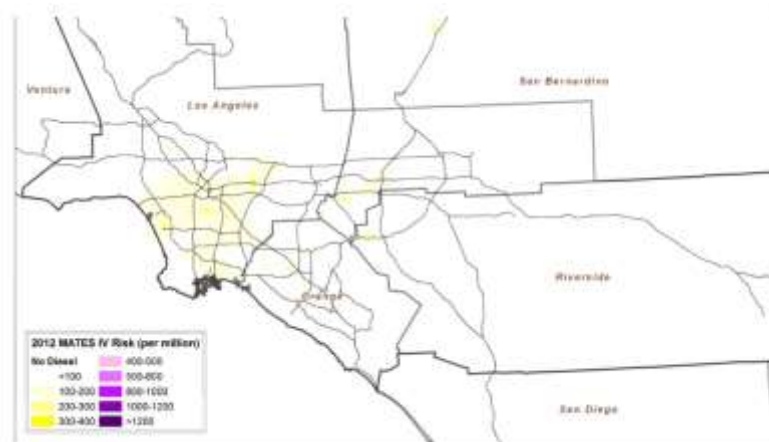 San Bernardino
Ventura
Los Angeles
Riverside
Orange
2012 MATES IV Risk (per million)
No Diesel
<100
100-200
200-300
300-400
400-500
500-800
800-1000
1000-1200
>1200
San Diego